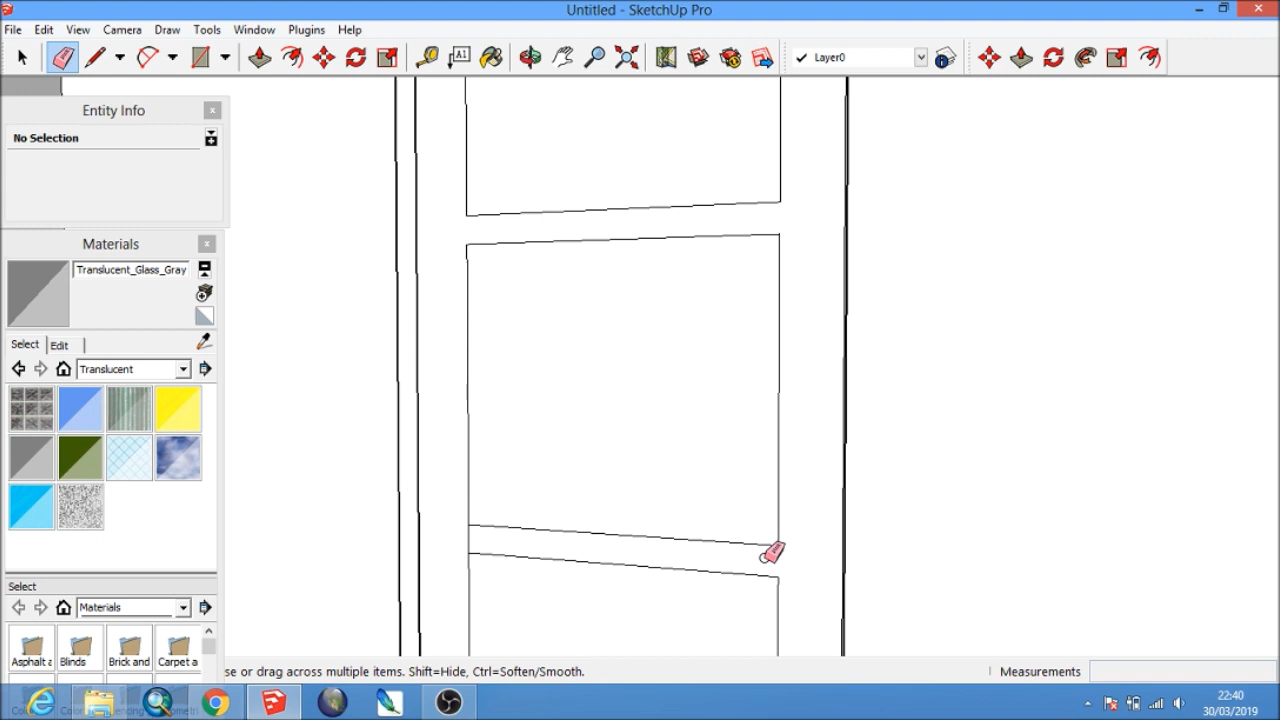 Untitled - SketchUp Pro
File Edit View Camera Draw Tools Window Plugins Help
A1 Layer0
Entity Info
No Selection
Materials
Translucent_Glass_Gray
Select Edit
Translucent
Select
Materials
Asphalt a Blinds Brick and Carpet a
se or drag across multiple items. Shift=Hide, Ctrl=Soften/Smooth.
Measurements
22:40
30/03/2019